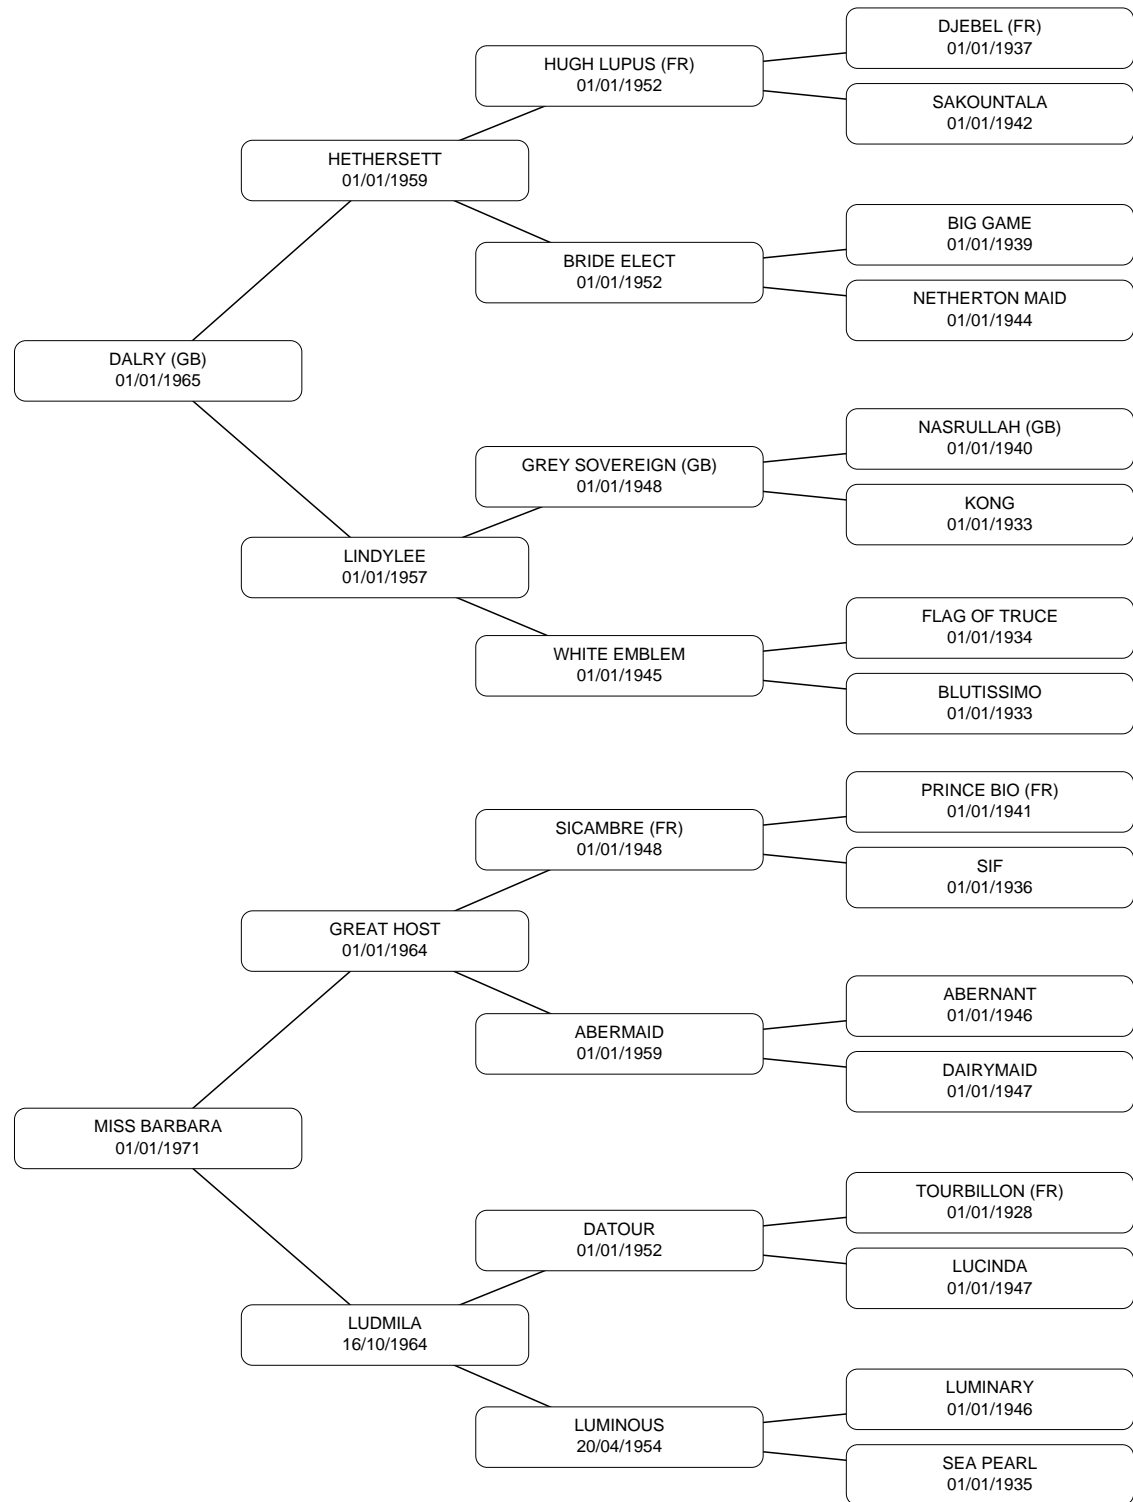 DJEBEL (FR)
01/01/1937
HUGH LUPUS (FR)
01/01/1952
SAKOUNTALA
01/01/1942
HETHERSETT
01/01/1959
BIG GAME
01/01/1939
BRIDE ELECT
01/01/1952
NETHERTON MAID
01/01/1944
DALRY (GB)
01/01/1965
NASRULLAH (GB)
01/01/1940
GREY SOVEREIGN (GB)
01/01/1948
KONG
01/01/1933
LINDYLEE
01/01/1957
FLAG OF TRUCE
01/01/1934
WHITE EMBLEM
01/01/1945
BLUTISSIMO
01/01/1933
PRINCE BIO (FR)
01/01/1941
SICAMBRE (FR)
01/01/1948
SIF
01/01/1936
GREAT HOST
01/01/1964
ABERNANT
01/01/1946
ABERMAID
01/01/1959
DAIRYMAID
01/01/1947
MISS BARBARA
01/01/1971
TOURBILLON (FR)
01/01/1928
DATOUR
01/01/1952
LUCINDA
01/01/1947
LUDMILA
16/10/1964
LUMINARY
01/01/1946
LUMINOUS
20/04/1954
SEA PEARL
01/01/1935